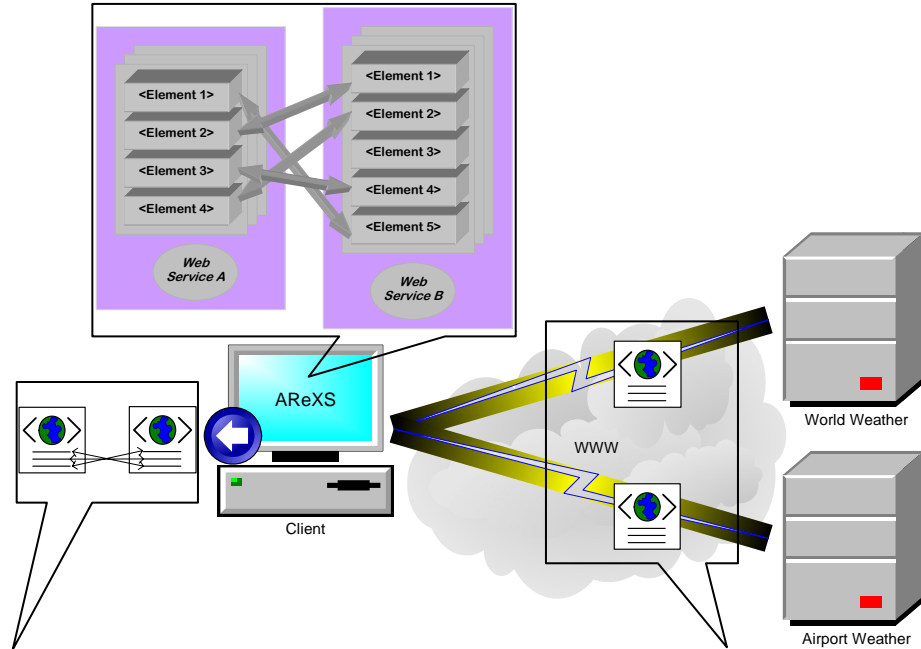 <Element 1>
<Element 2>
<Element 3>
<Element 4>
Web
Service A
<Element 1>
<Element 2>
<Element 3>
<Element 4>
<Element 5>
Web
Service B
AReXS
Client
WWW
World Weather
Airport Weather